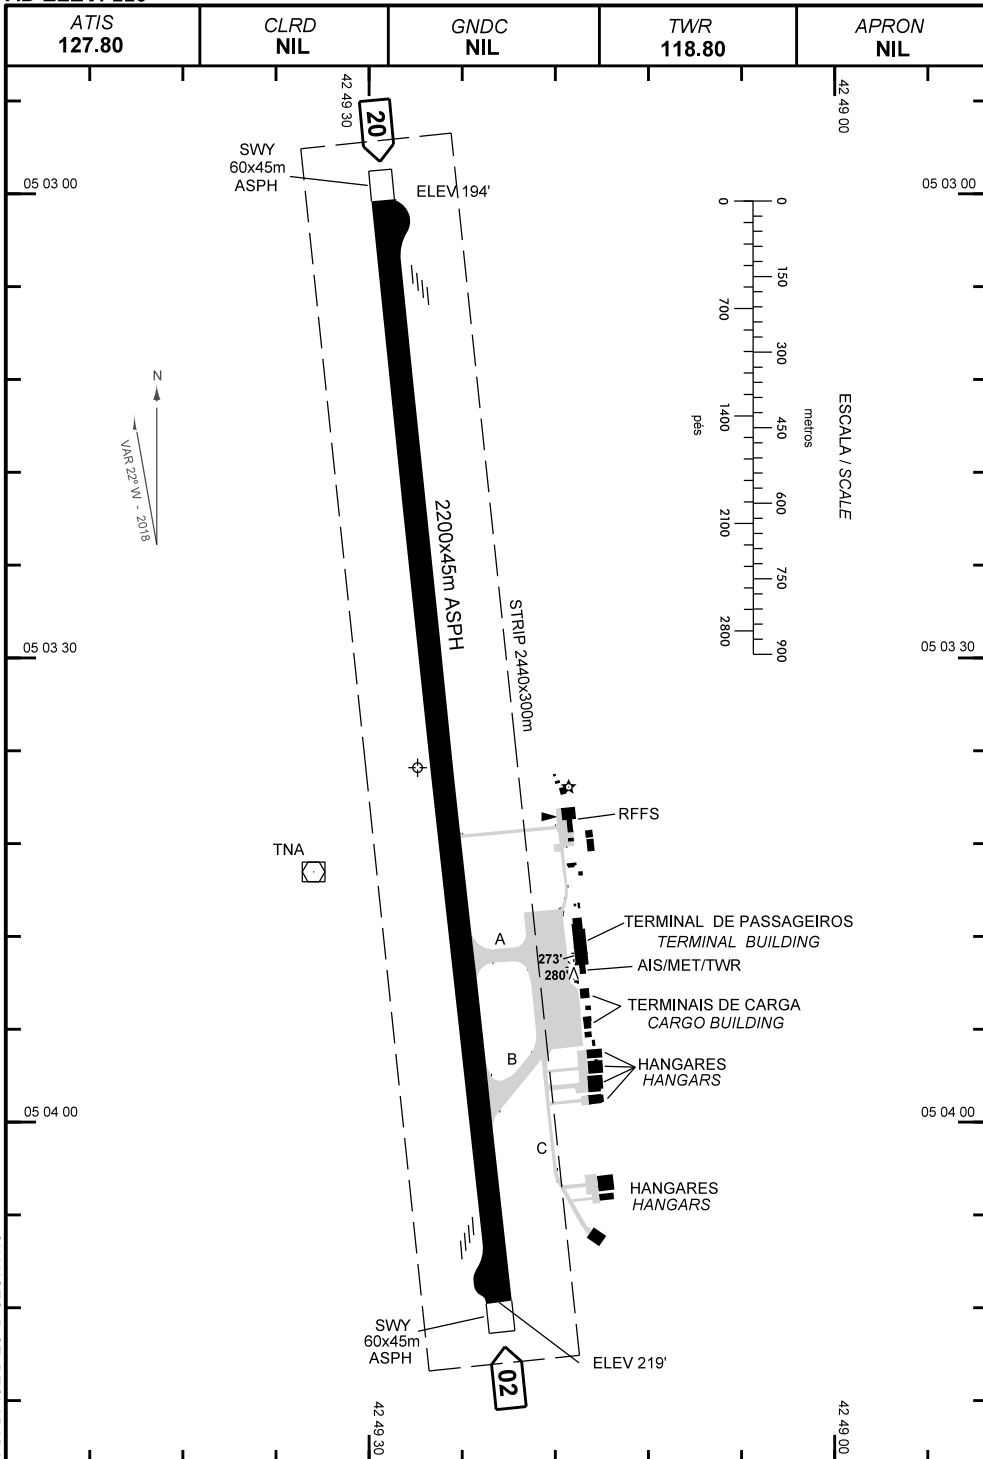 ATIS
127.80
CLRD
NIL
GNDC
NIL
TWR
118.80
APRON
NIL
42 49 30
42 49 00
20
SWY
60x45m
ASPH
ELEV 194'
05 03 00
05 03 00
0
700
1400
2100
2800
pés
0
150
300
450
600
750
900
metros
ESCALA / SCALE
N
VAR 22° W - 2018
2200x45m ASPH
STRIP 2440x300m
05 03 30
05 03 30
RFFS
TNA
TERMINAL DE PASSAGEIROS
TERMINAL BUILDING
A
273'
280'
AIS/MET/TWR
TERMINAIS DE CARGA
CARGO BUILDING
B
HANGARES
HANGARS
05 04 00
05 04 00
C
HANGARES
HANGARS
SWY
60x45m
ASPH
ELEV 219'
02
42 49 30
42 49 00